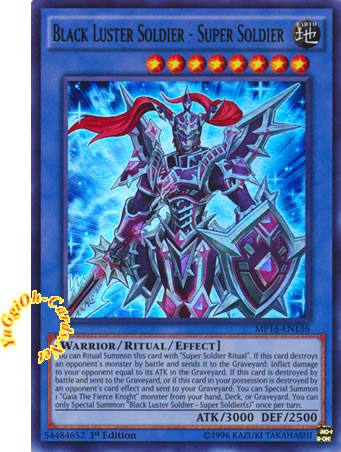 BLACK LUSTER SOLDIER - SUPER SOLDIER
EARTH
地
MP16-EN136
[WARRIOR/RITUAL/EFFECT]
You can Ritual Summon this card with "Super Soldier Ritual". If this card destroys
an opponent's monster by battle and sends it to the Graveyard: Inflict damage
to your opponent equal to its ATK in the Graveyard. If this card is destroyed by
battle and sent to the Graveyard, or if this card in your possession is destroyed by
an opponent's card effect and sent to your Graveyard: You can Special Summon
1 "Gaia The Fierce Knight" monster from your hand, Deck, or Graveyard. You can
only Special Summon "Black Luster Soldier - Super Soldier(s)" once per turn.
ATK/3000 DEF/2500
54484652 1st Edition ©1996 KAZUKI TAKAHASHI